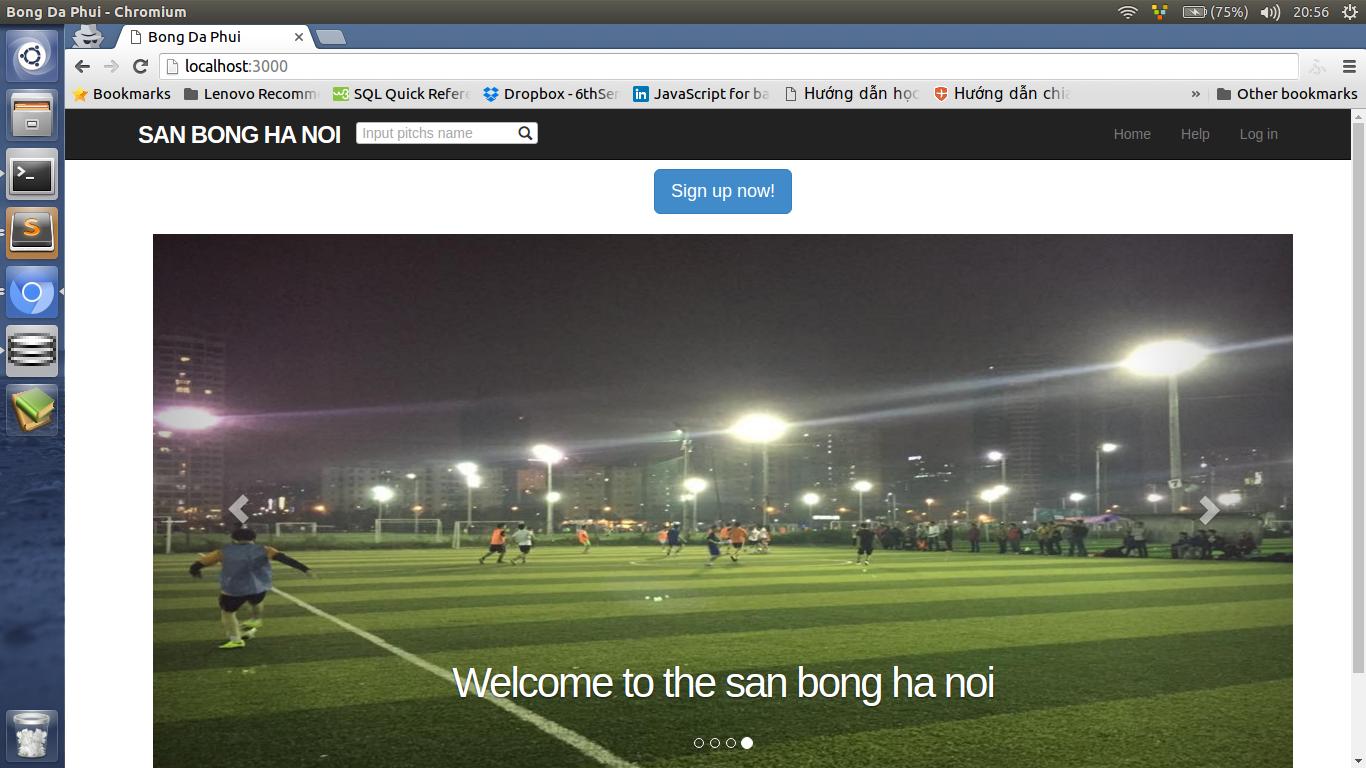 Bong Da Phui - Chromium
(75%) 20:56
Bong Da Phui
localhost:3000
Bookmarks Lenovo Recomm SQL Quick Refere Dropbox - 6thSer JavaScript for ba Hướng dẫn học Hướng dẫn chia » Other bookmarks
SAN BONG HA NOI Input pitchs name Home Help Log in
Sign up now!
7
Welcome to the san bong ha noi